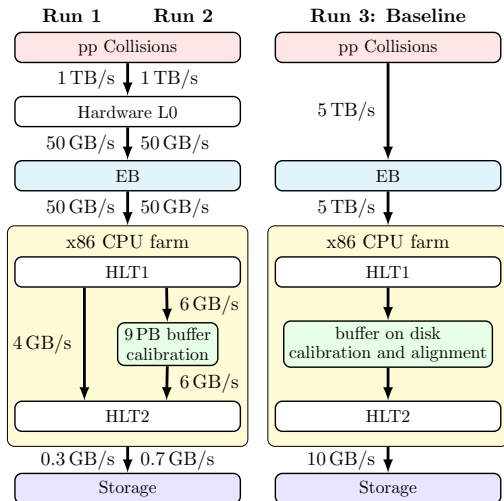 Run 1 Run 2
pp Collisions
1 TB/s 1 TB/s
Hardware L0
50 GB/s 50 GB/s
EB
50 GB/s 50 GB/s
x86 CPU farm
HLT1
6 GB/s
9 PB buffer
calibration
4 GB/s
6 GB/s
HLT2
0.3 GB/s 0.7 GB/s
Storage
Run 3: Baseline
pp Collisions
5 TB/s
EB
5 TB/s
x86 CPU farm
HLT1
buffer on disk
calibration and alignment
HLT2
10 GB/s
Storage